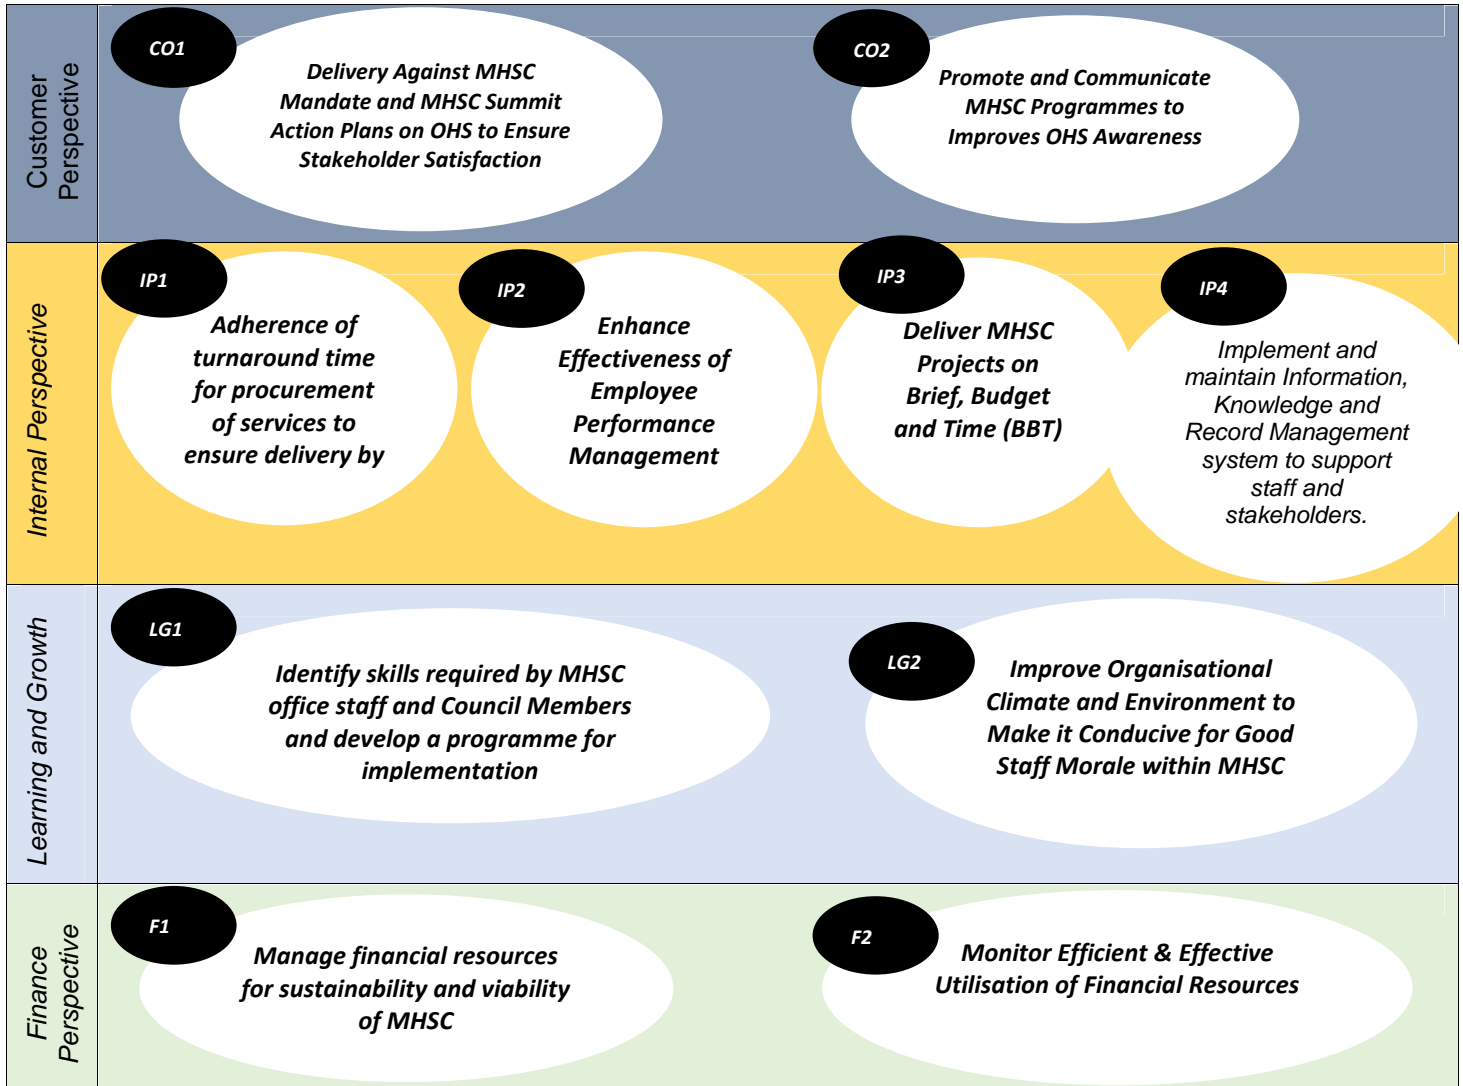 Customer
Perspective
CO1
Delivery Against MHSC
Mandate and MHSC Summit
Action Plans on OHS to Ensure
Stakeholder Satisfaction
CO2
Promote and Communicate
MHSC Programmes to
Improves OHS Awareness
Internal Perspective
IP1
Adherence of
turnaround time
for procurement
of services to
ensure delivery by
IP2
Enhance
Effectiveness of
Employee
Performance
Management
IP3
Deliver MHSC
Projects on
Brief, Budget
and Time (BBT)
IP4
Implement and
maintain Information,
Knowledge and
Record Management
system to support
staff and
stakeholders.
Learning and Growth
LG1
Identify skills required by MHSC
office staff and Council Members
and develop a programme for
implementation
LG2
Improve Organisational
Climate and Environment to
Make it Conducive for Good
Staff Morale within MHSC
Finance
Perspective
F1
Manage financial resources
for sustainability and viability
of MHSC
F2
Monitor Efficient & Effective
Utilisation of Financial Resources